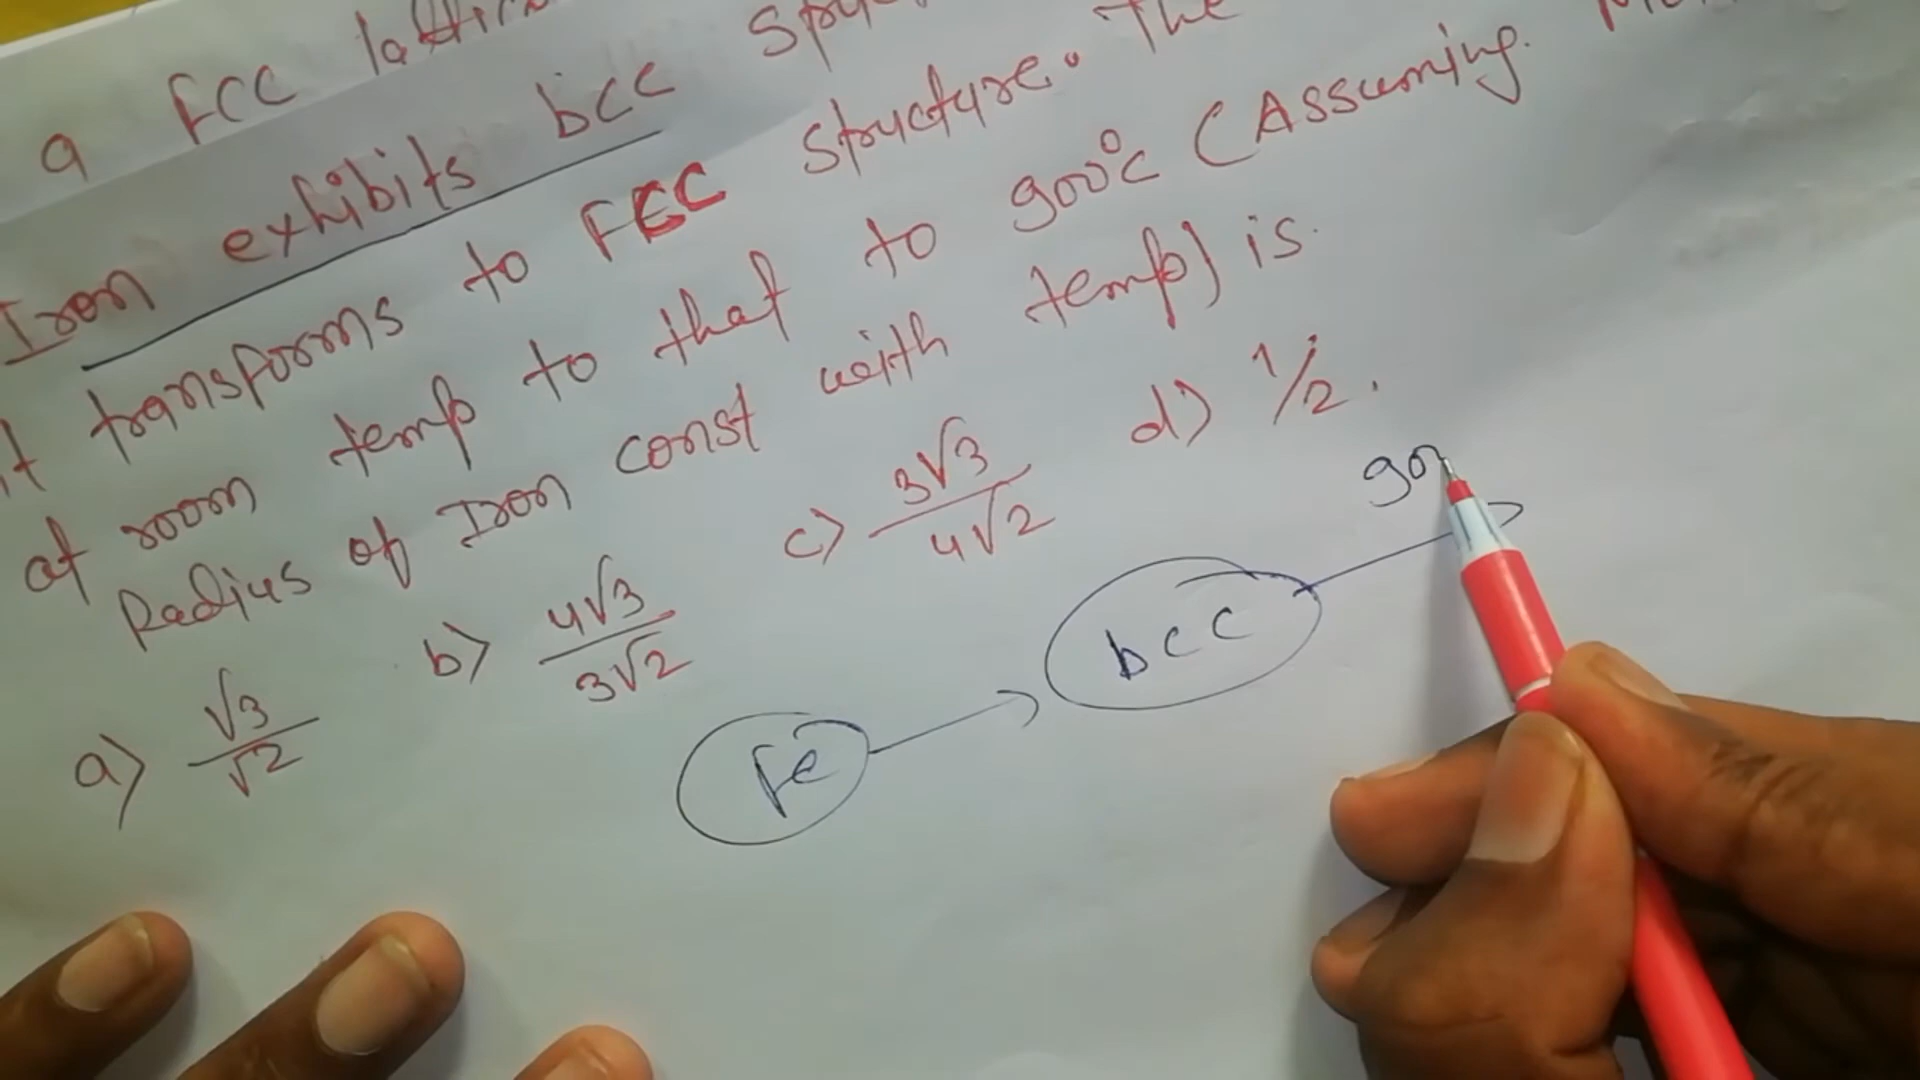 a FCC
Iron exhibits bcc
it transforms to FCC structure. The
at room temp to that to 900°C (Assuming
Radius of Iron const with temp) is.
a) √3/√2 b) 4√3/3√2 c) 3√3/4√2 d) 1/2.
Fe bcc 90